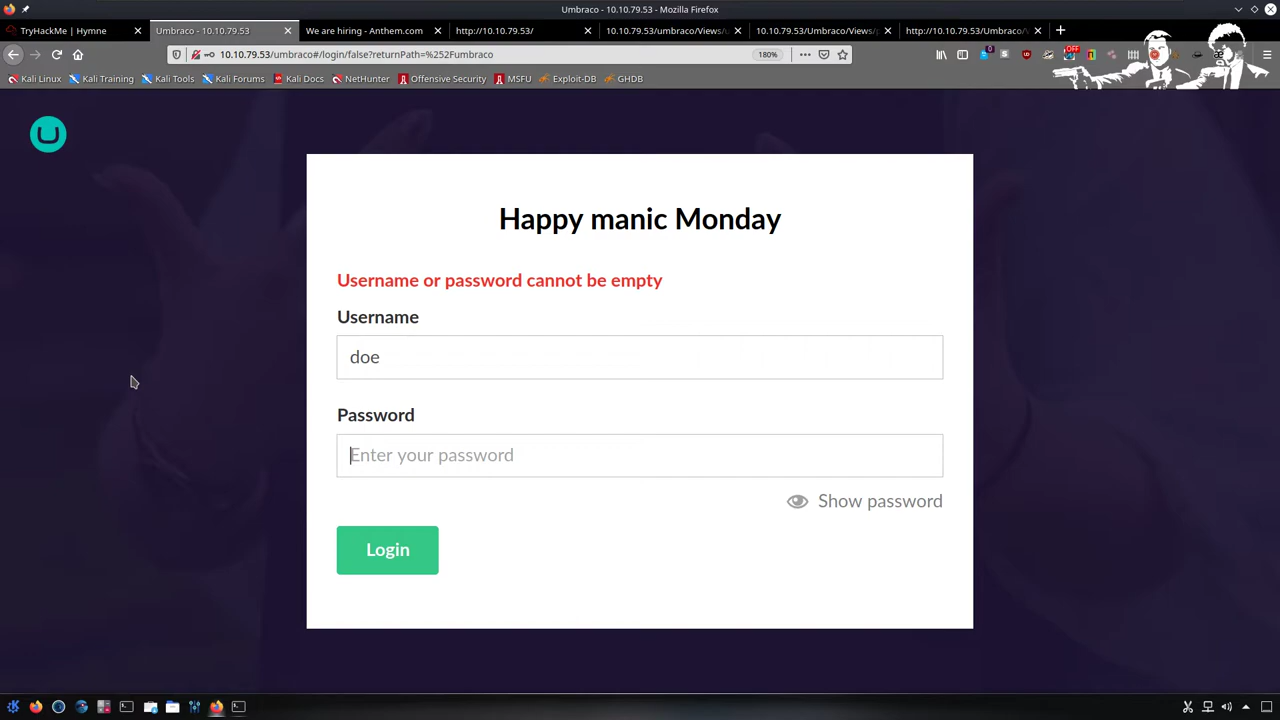 Umbraco - 10.10.79.53 - Mozilla Firefox
TryHackMe | Hymne
Umbraco - 10.10.79.53
We are hiring - Anthem.com
http://10.10.79.53/
10.10.79.53/umbraco/Views/u
10.10.79.53/Umbraco/Views/
http://10.10.79.53/Umbraco/
10.10.79.53/umbraco#/login/false?returnPath=%252Fumbraco
180%
0
OFF
Kali Linux
Kali Training
Kali Tools
Kali Forums
Kali Docs
NetHunter
Offensive Security
MSFU
Exploit-DB
GHDB
Happy manic Monday
Username or password cannot be empty
Username
doe
Password
Enter your password
Show password
Login